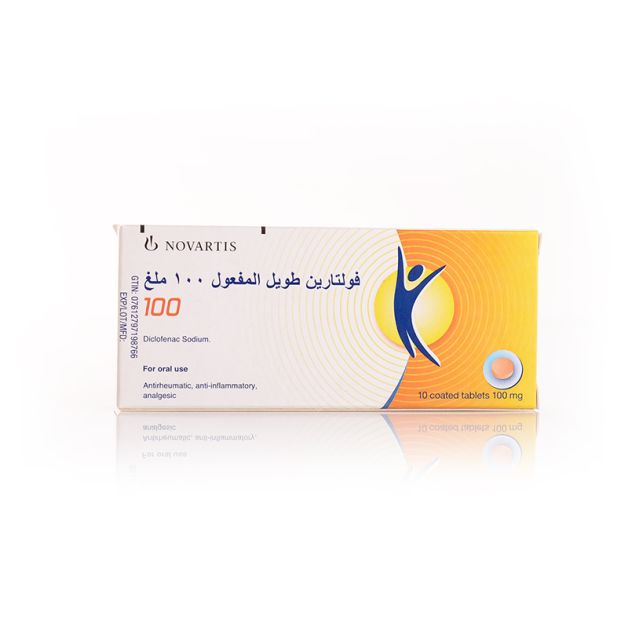 NOVARTIS
فولتارين طويل المفعول ١٠٠ ملغ
100
Diclofenac Sodium.
For oral use
Antirheumatic, anti-inflammatory,
analgesic
10 coated tablets 100 mg
GTIN: 07612797198766
EXP/LOT/MFD: